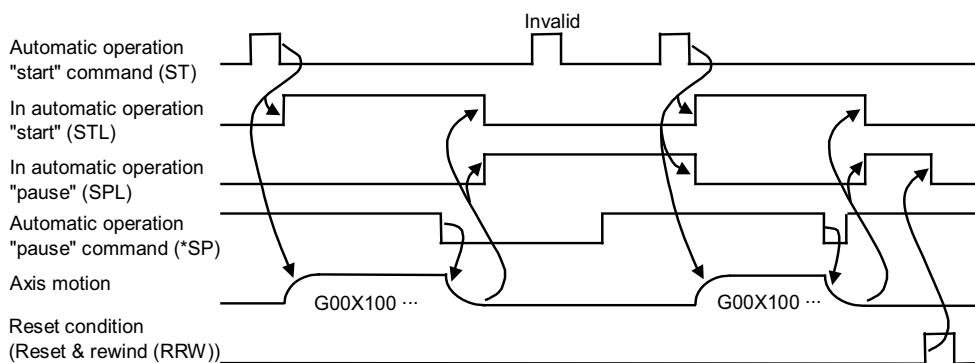 Invalid
Automatic operation
"start" command (ST)
In automatic operation
"start" (STL)
In automatic operation
"pause" (SPL)
Automatic operation
"pause" command (*SP)
Axis motion
G00X100 ···
G00X100 ···
Reset condition
(Reset & rewind (RRW))